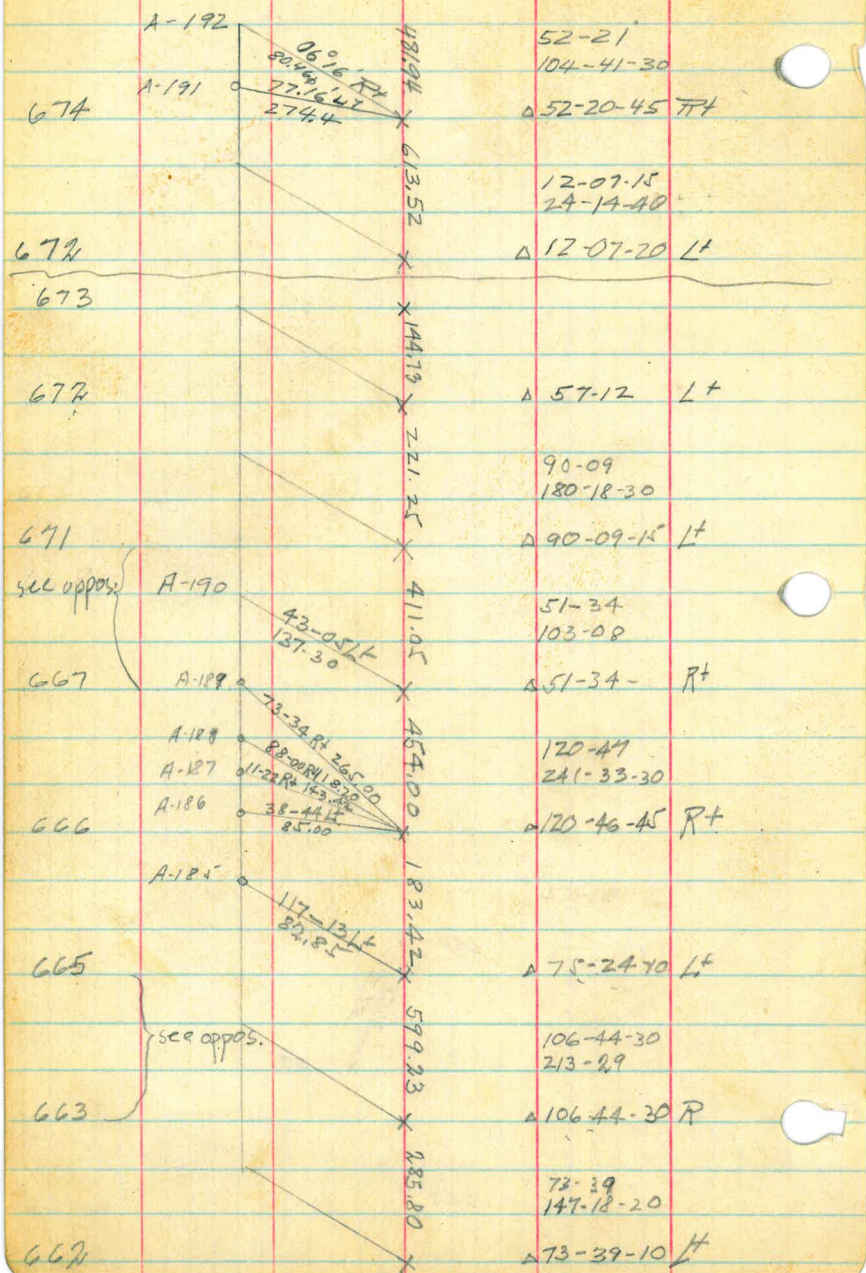 A-192
48.94
52-21
104-41-30
06°16' Rt
80.46
A-191
77.16
274.4
674
Δ 52-20-45 Rt
613.52
12-07-15
24-14-40
672
Δ 12-07-20 Lt
673
144.73
672
Δ 57-12 Lt
221.25
90-09
180-18-30
671
Δ 90-09-15 Lt
see oppos.
A-190
411.05
51-34
103-08
43-05 Lt
137.30
667
A-189
Δ 51-34- Rt
73-34 Rt 265.00
454.00
A-188
88-00 Rt 418.70
120-47
241-33-30
A-187
11-22 Rt
A-186
38-44 Lt
85.00
666
Δ 120-46-45 Rt
A-185
183.42
117-13 Lt
82.85
665
Δ 75-24-40 Lt
see oppos.
599.23
106-44-30
213-29
663
Δ 106-44-30 R
285.80
73-39
147-18-20
662
Δ 73-39-10 Lt